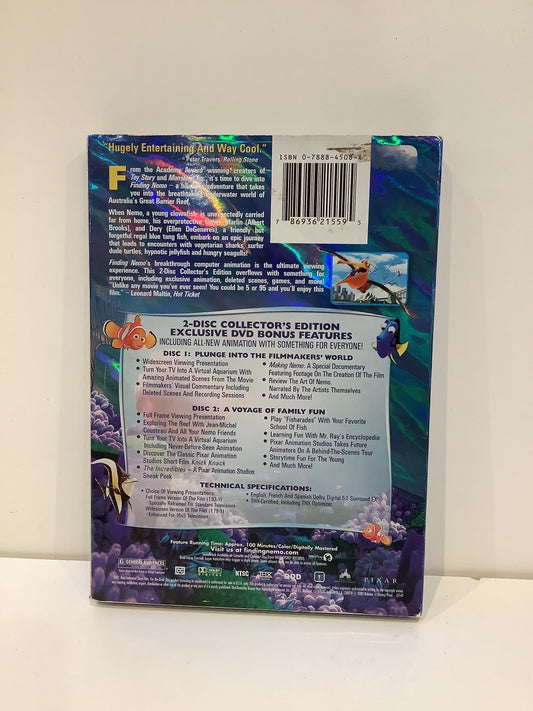 "Hugely Entertaining And Way Cool."
Peter Travers, Rolling Stone
From the Academy Award winning creators of
Toy Story and Monsters, Inc., it's time to dive into
Finding Nemo – a hilarious adventure that takes
you into the breathtaking underwater world of
Australia's Great Barrier Reef.
When Nemo, a young clownfish, is unexpectedly carried
far from home, his overprotective father, Marlin (Albert
Brooks), and Dory (Ellen DeGeneres), a friendly but
forgetful regal blue tang fish, embark on an epic journey
that leads to encounters with vegetarian sharks, surfer
dude turtles, hypnotic jellyfish and hungry seagulls!
Finding Nemo's breakthrough computer animation is the ultimate viewing
experience. This 2-Disc Collector's Edition overflows with something for
everyone, including exclusive animation, deleted scenes, games, and more!
"Unlike any movie you've ever seen! You could be 5 or 95 and you'll enjoy this
film." – Leonard Maltin, Hot Ticket
ISBN 0-7888-4508-X
7 86936 21559 5
2-DISC COLLECTOR'S EDITION
EXCLUSIVE DVD BONUS FEATURES
INCLUDING ALL-NEW ANIMATION WITH SOMETHING FOR EVERYONE!
DISC 1: PLUNGE INTO THE FILMMAKERS' WORLD
• Widescreen Viewing Presentation
• Turn Your TV Into A Virtual Aquarium With
Amazing Animated Scenes From The Movie
• Filmmakers' Visual Commentary Including
Deleted Scenes And Recording Sessions
• Making Nemo: A Special Documentary
Featuring Footage On The Creation Of The Film
• Review The Art Of Nemo,
Narrated By The Artists Themselves
• And Much More!
DISC 2: A VOYAGE OF FAMILY FUN
• Full Frame Viewing Presentation
• Exploring The Reef With Jean-Michel
Cousteau And All Your Nemo Friends
• Turn Your TV Into A Virtual Aquarium
Including Never-Before-Seen Animation
• Discover The Classic Pixar Animation
Studios Short Film Knick Knack
• The Incredibles – A Pixar Animation Studios
Sneak Peek
• Play "Fisharades" With Your Favorite
School Of Fish
• Learning Fun With Mr. Ray's Encyclopedia
• Pixar Animation Studios Takes Future
Animators On A Behind-The-Scenes Tour
• Storytime Fun For The Young
• And Much More!
TECHNICAL SPECIFICATIONS:
• Choice Of Viewing Presentations:
Full Frame Version Of The Film (1.33:1)
- Specially Reframed For Standard Televisions
Widescreen Version Of The Film (1.78:1)
- Enhanced For 16x9 Televisions
• English, French And Spanish Dolby Digital 5.1 Surround EX
• THX-Certified, Including THX Optimizer
Feature Running Time: Approx. 100 Minutes/Color/Digitally Mastered
Visit us at findingnemo.com
G GENERAL AUDIENCES
NTSC
THX
DVD
1
PIXAR